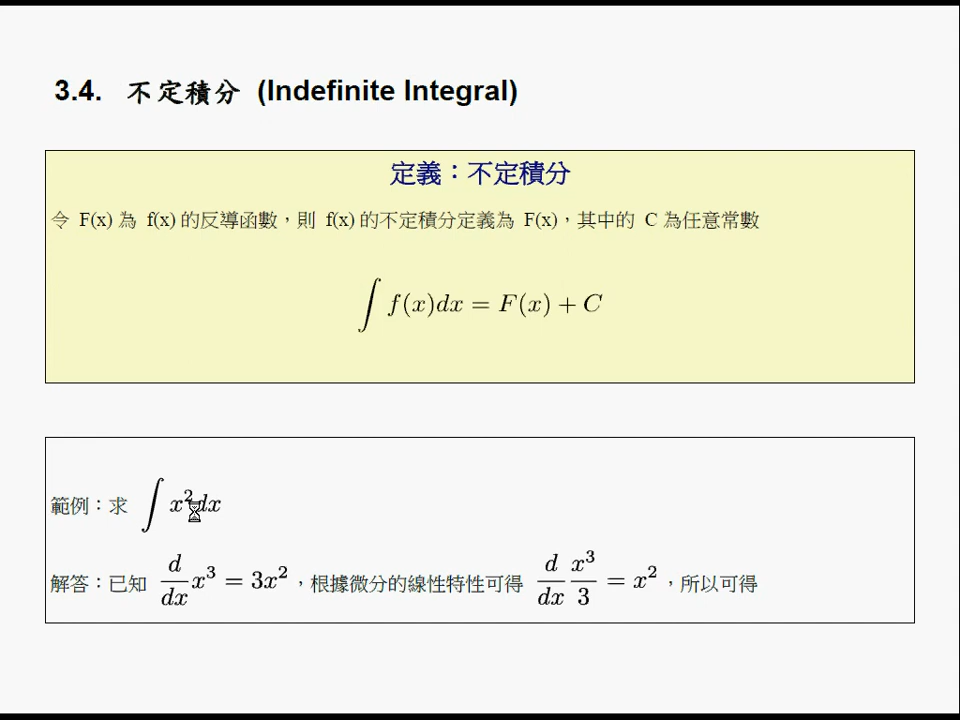 3.4. 不定積分 (Indefinite Integral)
定義：不定積分
令 F(x) 為 f(x) 的反導函數，則 f(x) 的不定積分定義為 F(x)，其中的 C 為任意常數
∫ f(x)dx = F(x) + C
範例：求 ∫ x² dx
解答：已知 d/dx x³ = 3x²，根據微分的線性特性可得 d/dx x³/3 = x²，所以可得